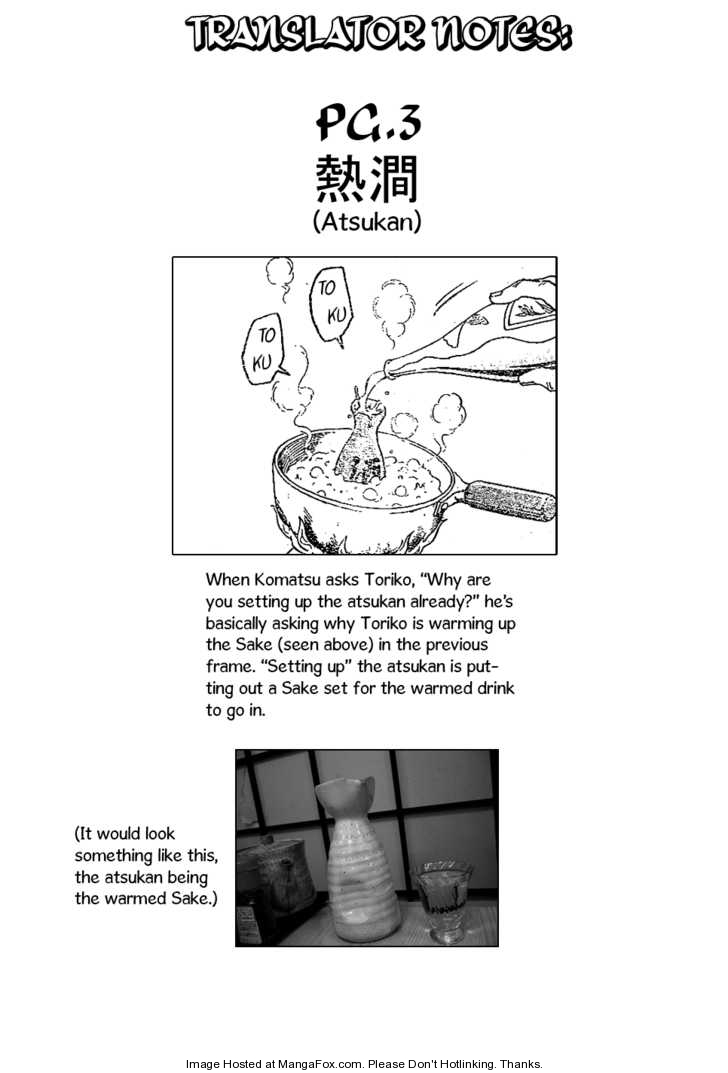 TRANSLATOR NOTES:
PG.3
熱澗
(Atsukan)
TO
KU
TO
KU
When Komatsu asks Toriko, “Why are
you setting up the atsukan already?” he’s
basically asking why Toriko is warming up
the Sake (seen above) in the previous
frame. “Setting up” the atsukan is put-
ting out a Sake set for the warmed drink
to go in.
(It would look
something like this,
the atsukan being
the warmed Sake.)
Image Hosted at MangaFox.com. Please Don't Hotlinking. Thanks.